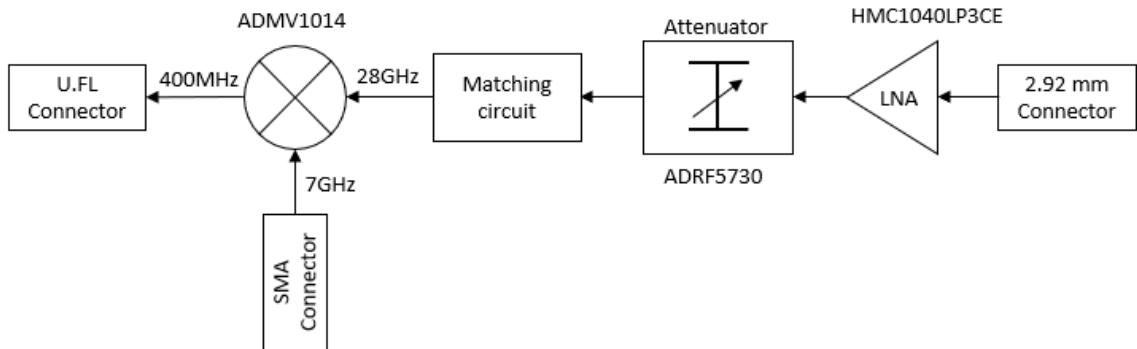 ADMV1014
HMC1040LP3CE
Attenuator
U.FL
Connector
400MHz
28GHz
Matching
circuit
LNA
2.92 mm
Connector
ADRF5730
7GHz
SMA
Connector